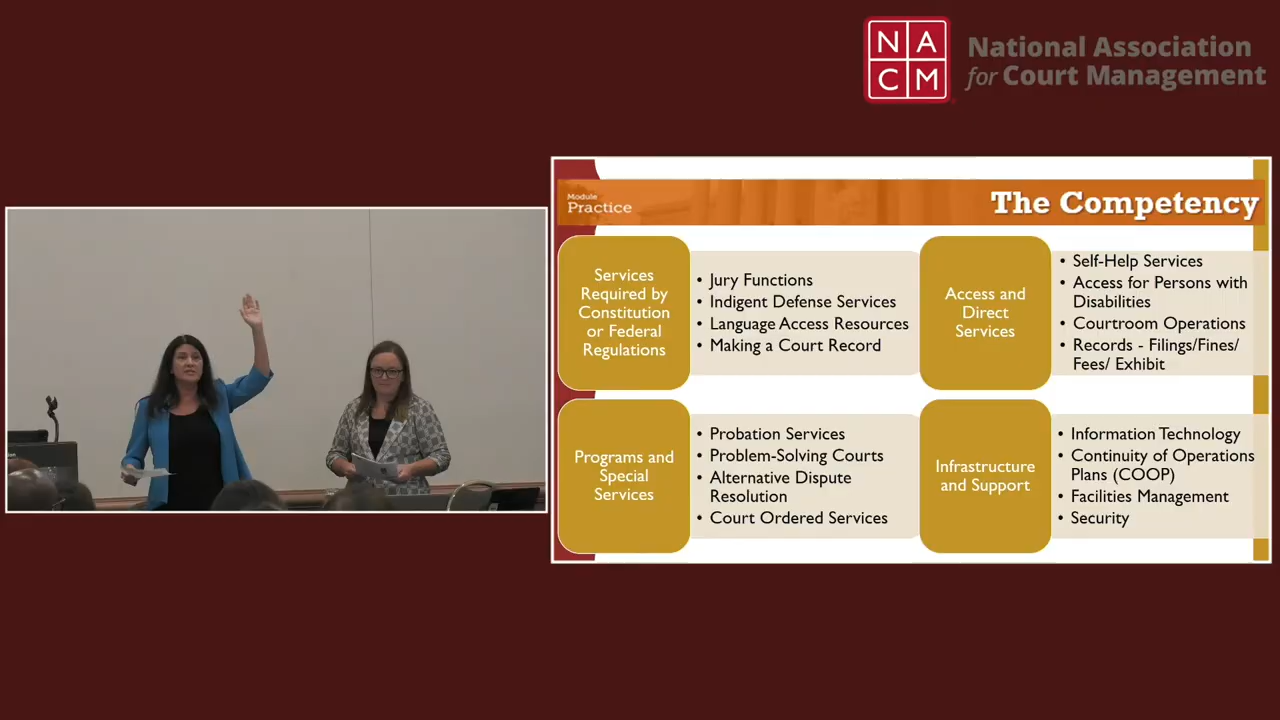 N A
C M
National Association
for Court Management
Module
Practice
The Competency
Services
Required by
Constitution
or Federal
Regulations
• Jury Functions
• Indigent Defense Services
• Language Access Resources
• Making a Court Record
Access and
Direct
Services
• Self-Help Services
• Access for Persons with
Disabilities
• Courtroom Operations
• Records - Filings/Fines/
Fees/ Exhibit
Programs and
Special
Services
• Probation Services
• Problem-Solving Courts
• Alternative Dispute
Resolution
• Court Ordered Services
Infrastructure
and Support
• Information Technology
• Continuity of Operations
Plans (COOP)
• Facilities Management
• Security